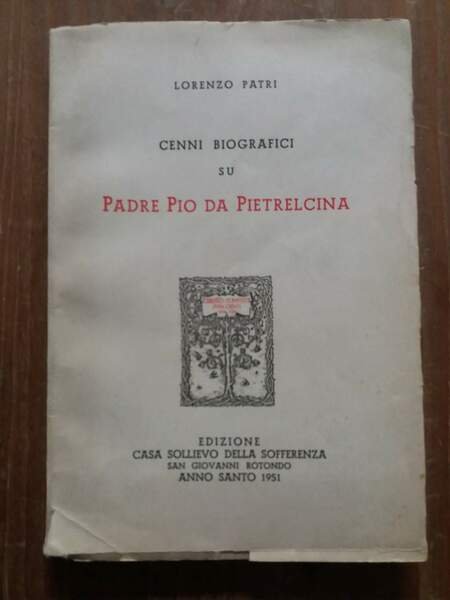 LORENZO PATRI
CENNI BIOGRAFICI
SU
PADRE PIO DA PIETRELCINA
EDIZIONE
CASA SOLLIEVO DELLA SOFFERENZA
SAN GIOVANNI ROTONDO
ANNO SANTO 1951